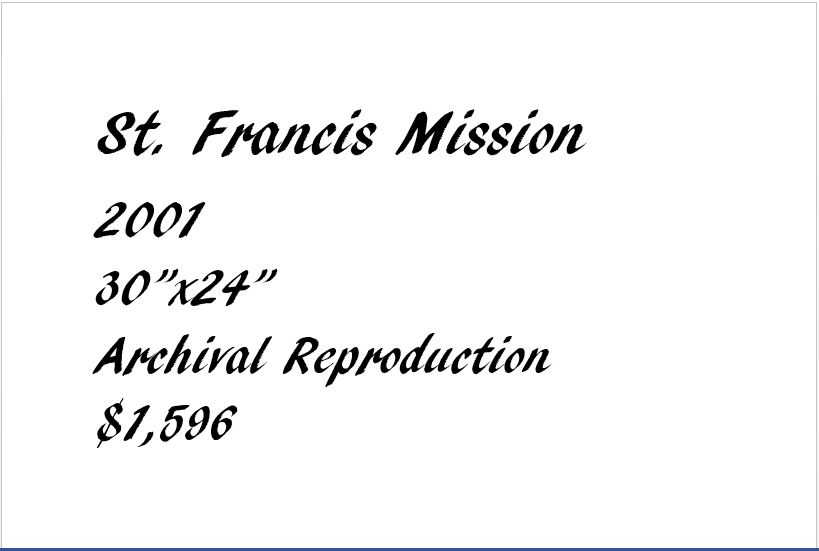 St. Francis Mission
2001
30”x24”
Archival Reproduction
$1,596